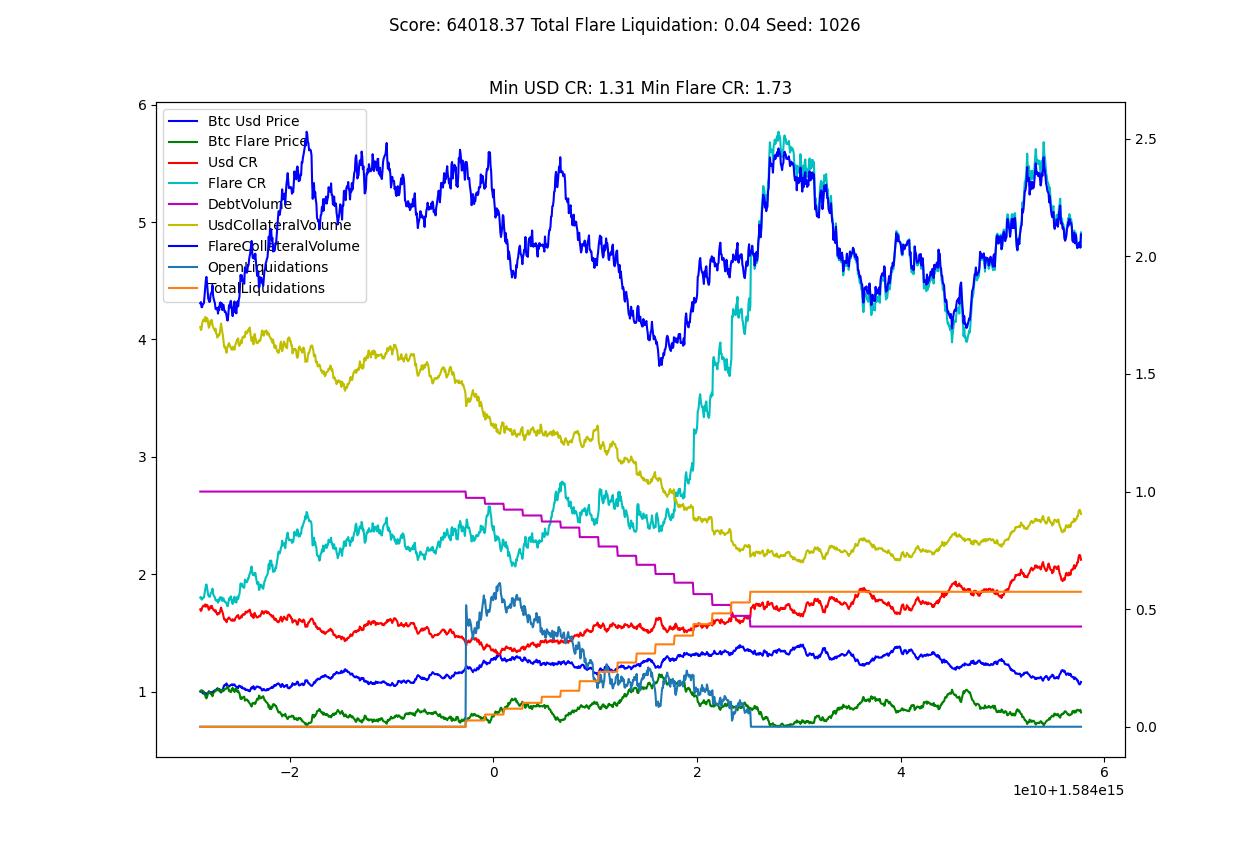 Score: 64018.37 Total Flare Liquidation: 0.04 Seed: 1026
Min USD CR: 1.31 Min Flare CR: 1.73
6
5
4
3
2
1
Btc Usd Price
Btc Flare Price
Usd CR
Flare CR
DebtVolume
UsdCollateralVolume
FlareCollateralVolume
OpenLiquidations
TotalLiquidations
2.5
2.0
1.5
1.0
0.5
0.0
−2 0 2 4 6
1e10+1.584e15